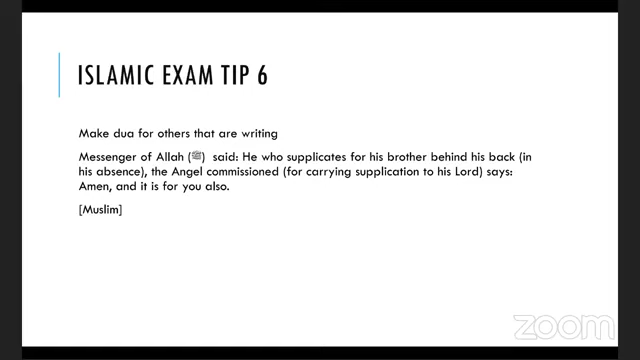 ISLAMIC EXAM TIP 6
Make dua for others that are writing
Messenger of Allah (ﷺ) said: He who supplicates for his brother behind his back (in
his absence), the Angel commissioned (for carrying supplication to his Lord) says:
Amen, and it is for you also.
[Muslim]
zoom